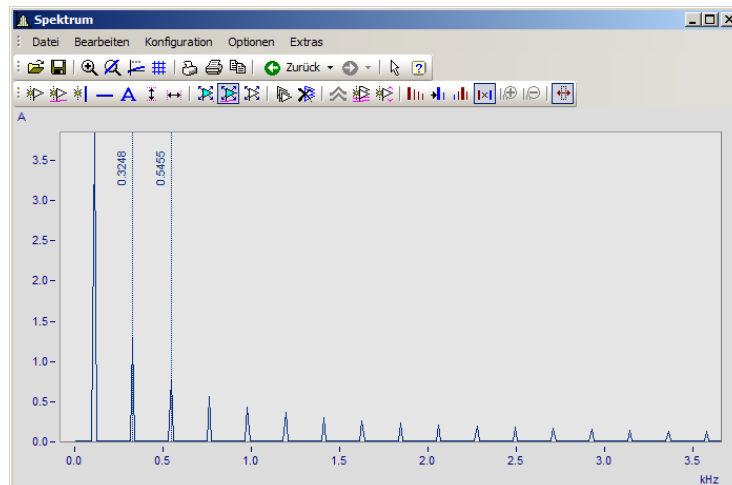 Spektrum
Datei Bearbeiten Konfiguration Optionen Extras
Zurück
A
A
3.5
3.0
2.5
2.0
1.5
1.0
0.5
0.0
0.3248
0.5455
0.0 0.5 1.0 1.5 2.0 2.5 3.0 3.5
kHz